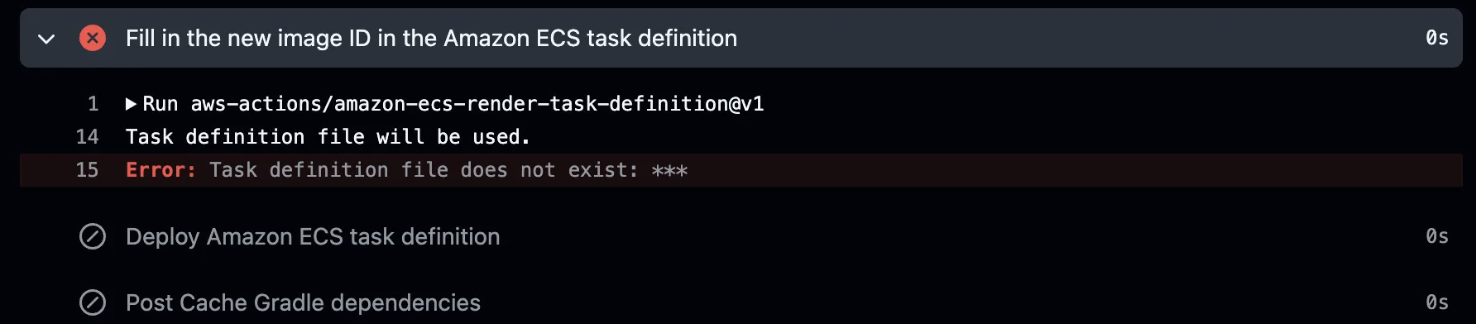 Fill in the new image ID in the Amazon ECS task definition 0s
1 Run aws-actions/amazon-ecs-render-task-definition@v1
14 Task definition file will be used.
15 Error: Task definition file does not exist: ***
Deploy Amazon ECS task definition 0s
Post Cache Gradle dependencies 0s